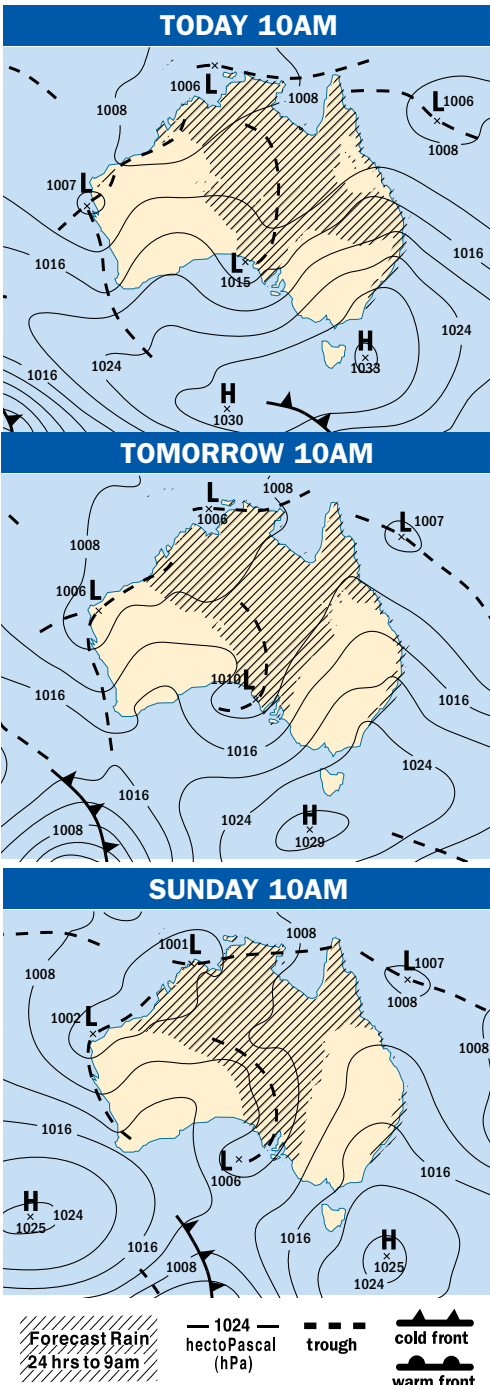 TODAY 10AM
1006 L
1008
L 1006
1008
1007 L
1016
L
1015
1016
1024
H
1033
1024
1016
H
1030
TOMORROW 10AM
L
1006
1008
L 1007
1008
1006 L
1010 L
1016
1016
1016
1024
1016
1024
H
1029
1008
SUNDAY 10AM
1001 L
1008
L 1007
1008
1008
1002 L
1008
1016
L
1006
1016
H
1025
1024
1016
1016
H
1025
1024
1008
Forecast Rain
24 hrs to 9am
1024
hectoPascal
(hPa)
trough
cold front
warm front